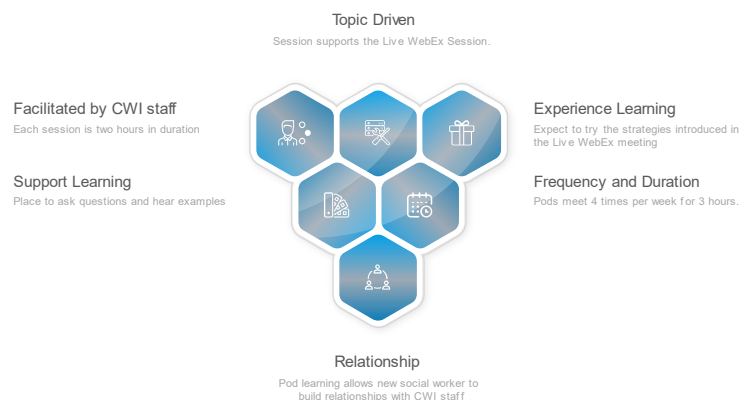 Topic Driven
Session supports the Live WebEx Session.
Facilitated by CWI staff
Each session is two hours in duration
Experience Learning
Expect to try the strategies introduced in
the Live WebEx meeting
Support Learning
Place to ask questions and hear examples
Frequency and Duration
Pods meet 4 times per week for 3 hours.
Relationship
Pod learning allows new social worker to
build relationships with CWI staff